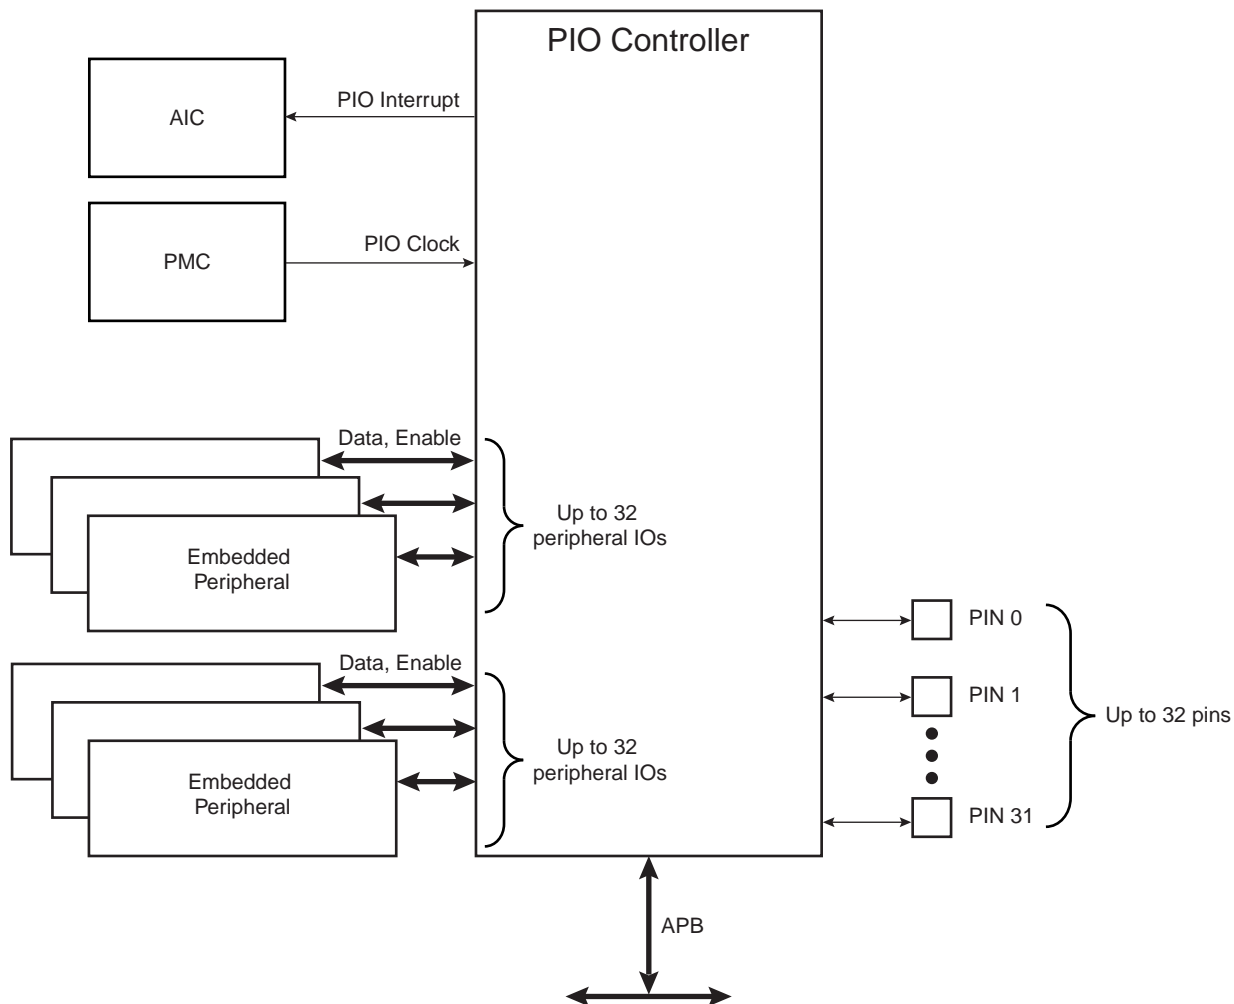 PIO Controller
PIO Interrupt
AIC
PIO Clock
PMC
Data, Enable
Up to 32
peripheral IOs
Embedded
Peripheral
PIN 0
Data, Enable
PIN 1
Up to 32 pins
Up to 32
peripheral IOs
Embedded
Peripheral
PIN 31
APB